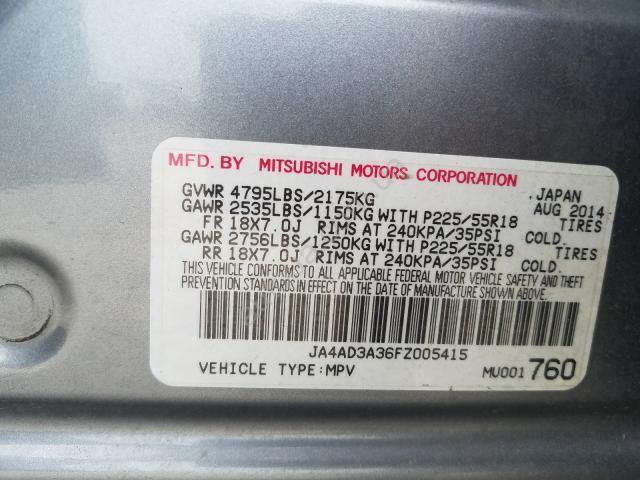 MFD. BY MITSUBISHI MOTORS CORPORATION
GVWR 4795LBS/2175KG JAPAN AUG 2014
GAWR 2535LBS/1150KG WITH P225/55R18 TIRES
FR 18X7.0J RIMS AT 240KPA/35PSI COLD.
GAWR 2756LBS/1250KG WITH P225/55R18 TIRES
RR 18X7.0J RIMS AT 240KPA/35PSI COLD.
THIS VEHICLE CONFORMS TO ALL APPLICABLE FEDERAL MOTOR VEHICLE SAFETY AND THEFT
PREVENTION STANDARDS IN EFFECT ON THE DATE OF MANUFACTURE SHOWN ABOVE.
JA4AD3A36FZ005415
VEHICLE TYPE:MPV MU001 760